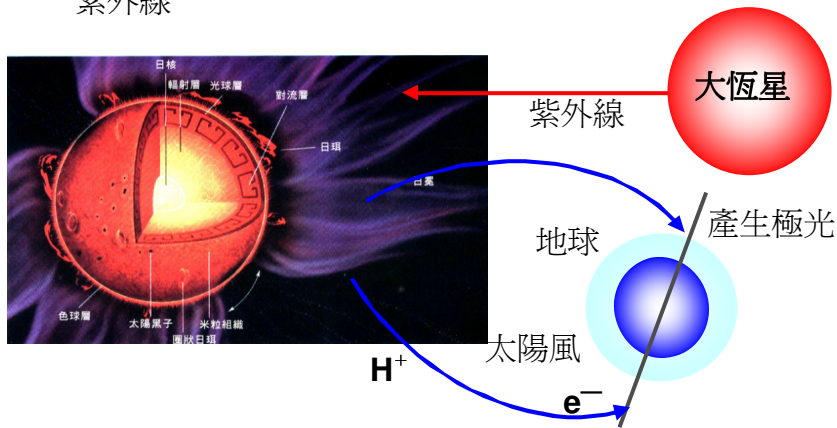 紫外線
日核
輻射層
光球層
對流層
日珥
日冕
色球層
太陽黑子
米粒組織
圈狀日珥
大恆星
紫外線
產生極光
地球
太陽風
H⁺
e⁻